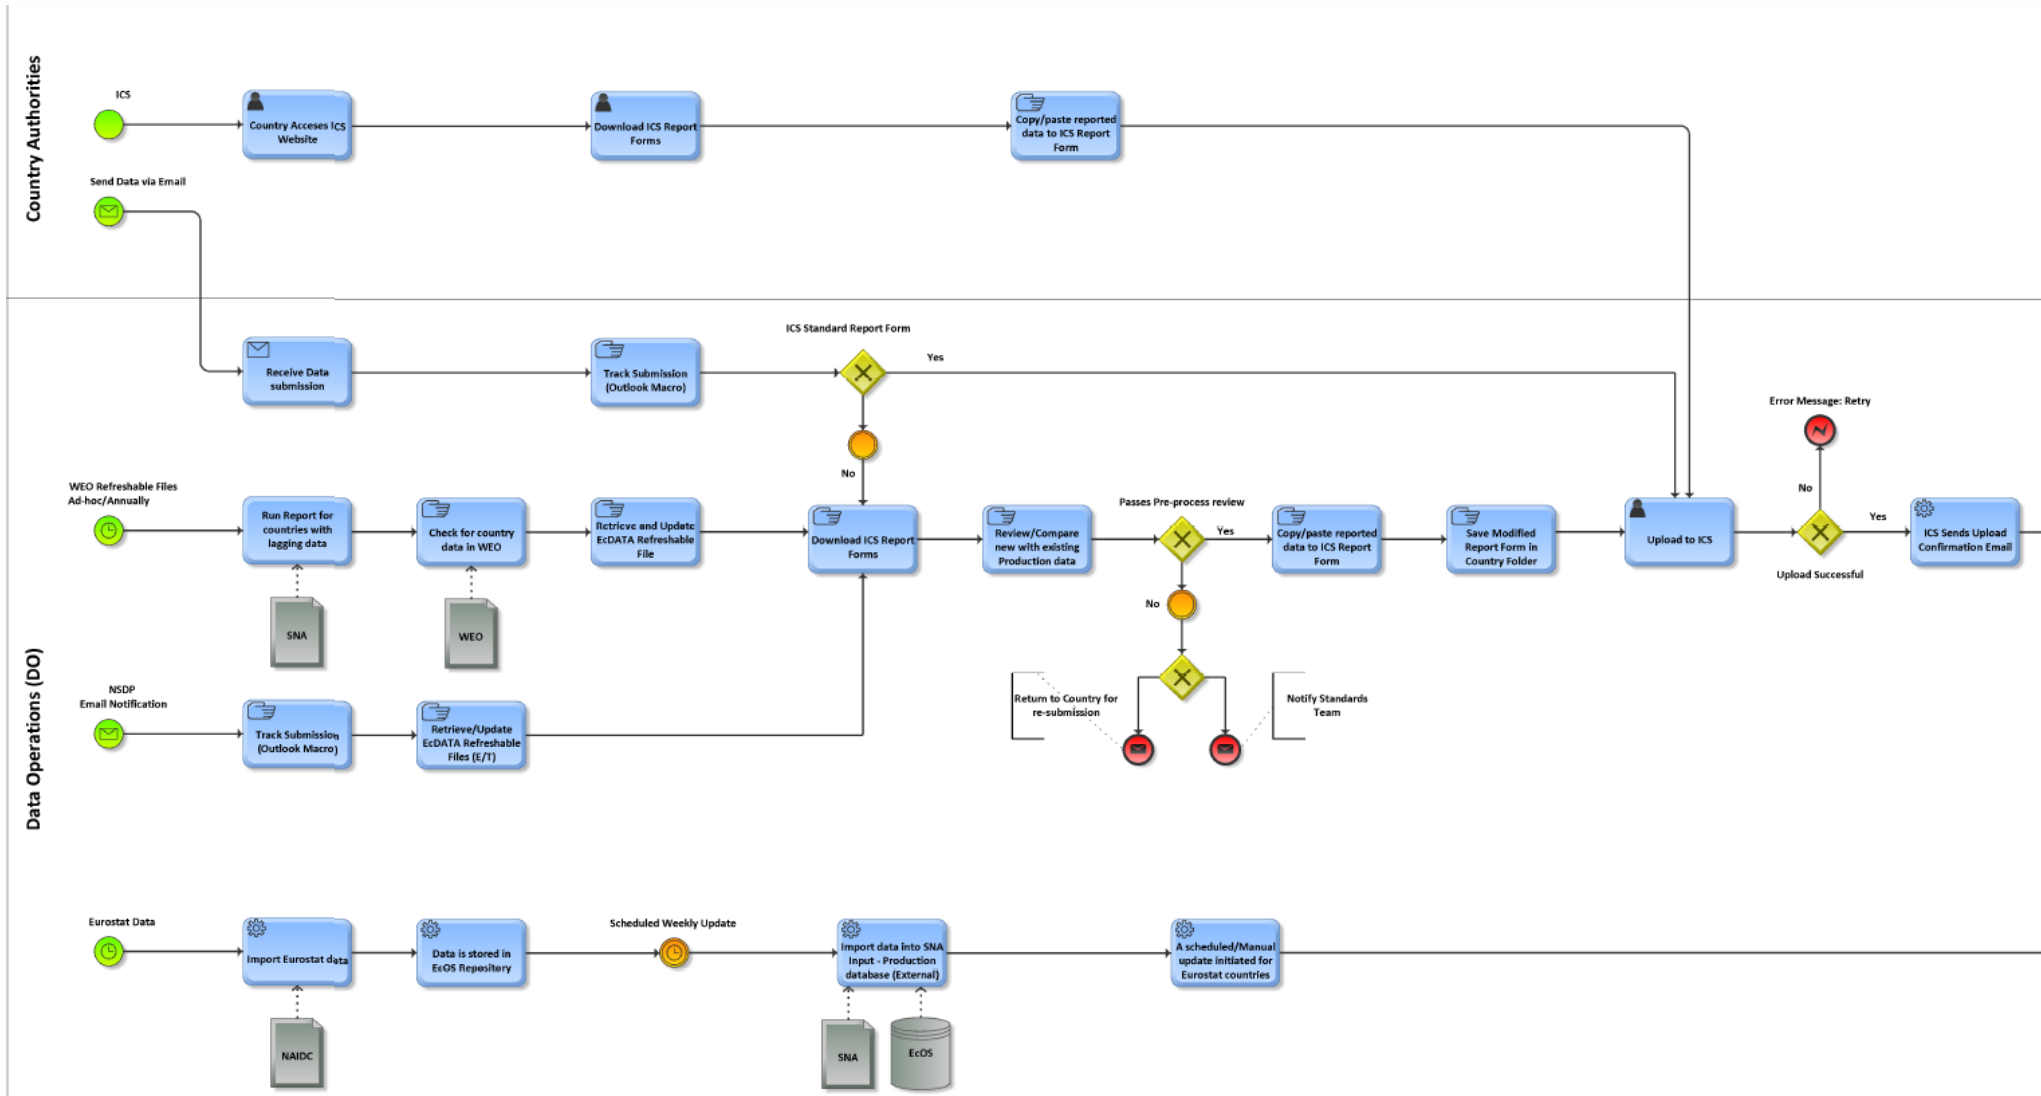 Country Authorities
ICS
Country Acceses ICS
Website
Download ICS Report
Forms
Copy/paste reported
data to ICS Report
Form
Send Data via Email
Data Operations (DO)
Receive Data
submission
Track Submission
(Outlook Macro)
ICS Standard Report Form
Yes
No
Error Message: Retry
No
Yes
Upload Successful
WEO Refreshable Files
Ad-hoc/Annually
Run Report for
countries with
lagging data
Check for country
data in WEO
Retrieve and Update
EcDATA Refreshable
File
Download ICS Report
Forms
Review/Compare
new with existing
Production data
Passes Pre-process review
Yes
No
Copy/paste reported
data to ICS Report
Form
Save Modified
Report Form in
Country Folder
Upload to ICS
ICS Sends Upload
Confirmation Email
SNA
WEO
NSDP
Email Notification
Track Submission
(Outlook Macro)
Retrieve/Update
EcDATA Refreshable
Files (E/T)
Return to Country for
re-submission
Notify Standards
Team
Eurostat Data
Import Eurostat data
Data is stored in
EcOS Repository
Scheduled Weekly Update
Import data into SNA
Input - Production
database (External)
A scheduled/Manual
update initiated for
Eurostat countries
NAIDC
SNA
EcOS